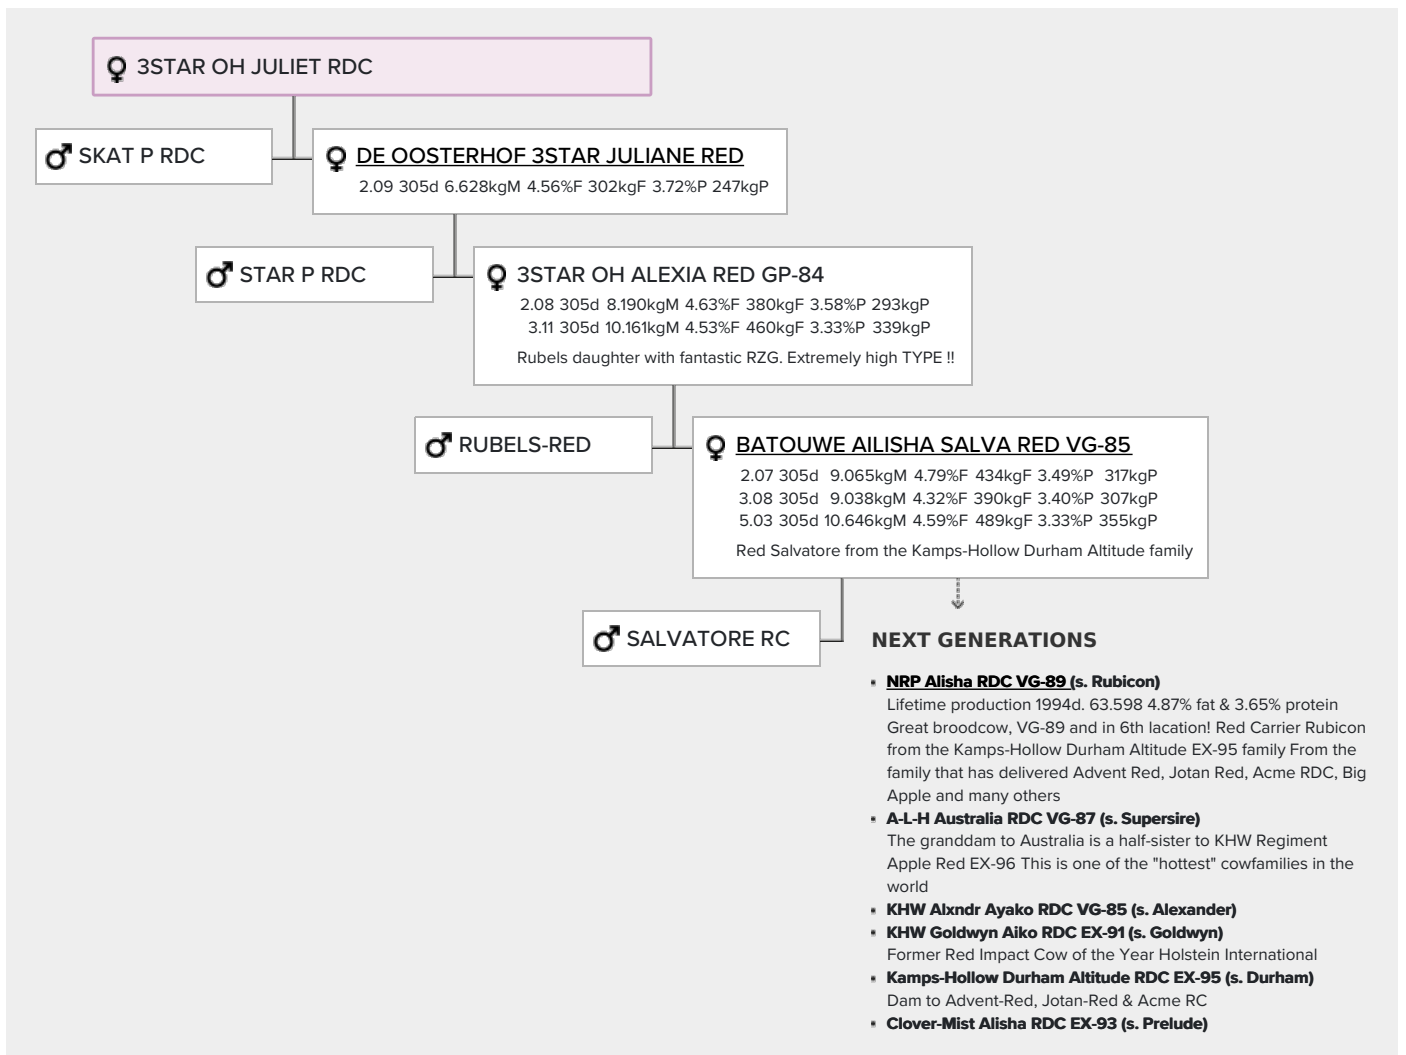 3STAR OH JULIET RDC
SKAT P RDC
DE OOSTERHOF 3STAR JULIANE RED
2.09 305d 6.628kgM 4.56%F 302kgF 3.72%P 247kgP
STAR P RDC
3STAR OH ALEXIA RED GP-84
2.08 305d 8.190kgM 4.63%F 380kgF 3.58%P 293kgP
3.11 305d 10.161kgM 4.53%F 460kgF 3.33%P 339kgP
Rubels daughter with fantastic RZG. Extremely high TYPE !!
RUBELS-RED
BATOUWE AILISHA SALVA RED VG-85
2.07 305d 9.065kgM 4.79%F 434kgF 3.49%P 317kgP
3.08 305d 9.038kgM 4.32%F 390kgF 3.40%P 307kgP
5.03 305d 10.646kgM 4.59%F 489kgF 3.33%P 355kgP
Red Salvatore from the Kamps-Hollow Durham Altitude family
SALVATORE RC
NEXT GENERATIONS
NRP Alisha RDC VG-89 (s. Rubicon)
Lifetime production 1994d. 63.598 4.87% fat & 3.65% protein
Great broodcow, VG-89 and in 6th lacation! Red Carrier Rubicon
from the Kamps-Hollow Durham Altitude EX-95 family From the
family that has delivered Advent Red, Jotan Red, Acme RDC, Big
Apple and many others
A-L-H Australia RDC VG-87 (s. Supersire)
The granddam to Australia is a half-sister to KHW Regiment
Apple Red EX-96 This is one of the "hottest" cowfamilies in the
world
KHW Alxndr Ayako RDC VG-85 (s. Alexander)
KHW Goldwyn Aiko RDC EX-91 (s. Goldwyn)
Former Red Impact Cow of the Year Holstein International
Kamps-Hollow Durham Altitude RDC EX-95 (s. Durham)
Dam to Advent-Red, Jotan-Red & Acme RC
Clover-Mist Alisha RDC EX-93 (s. Prelude)